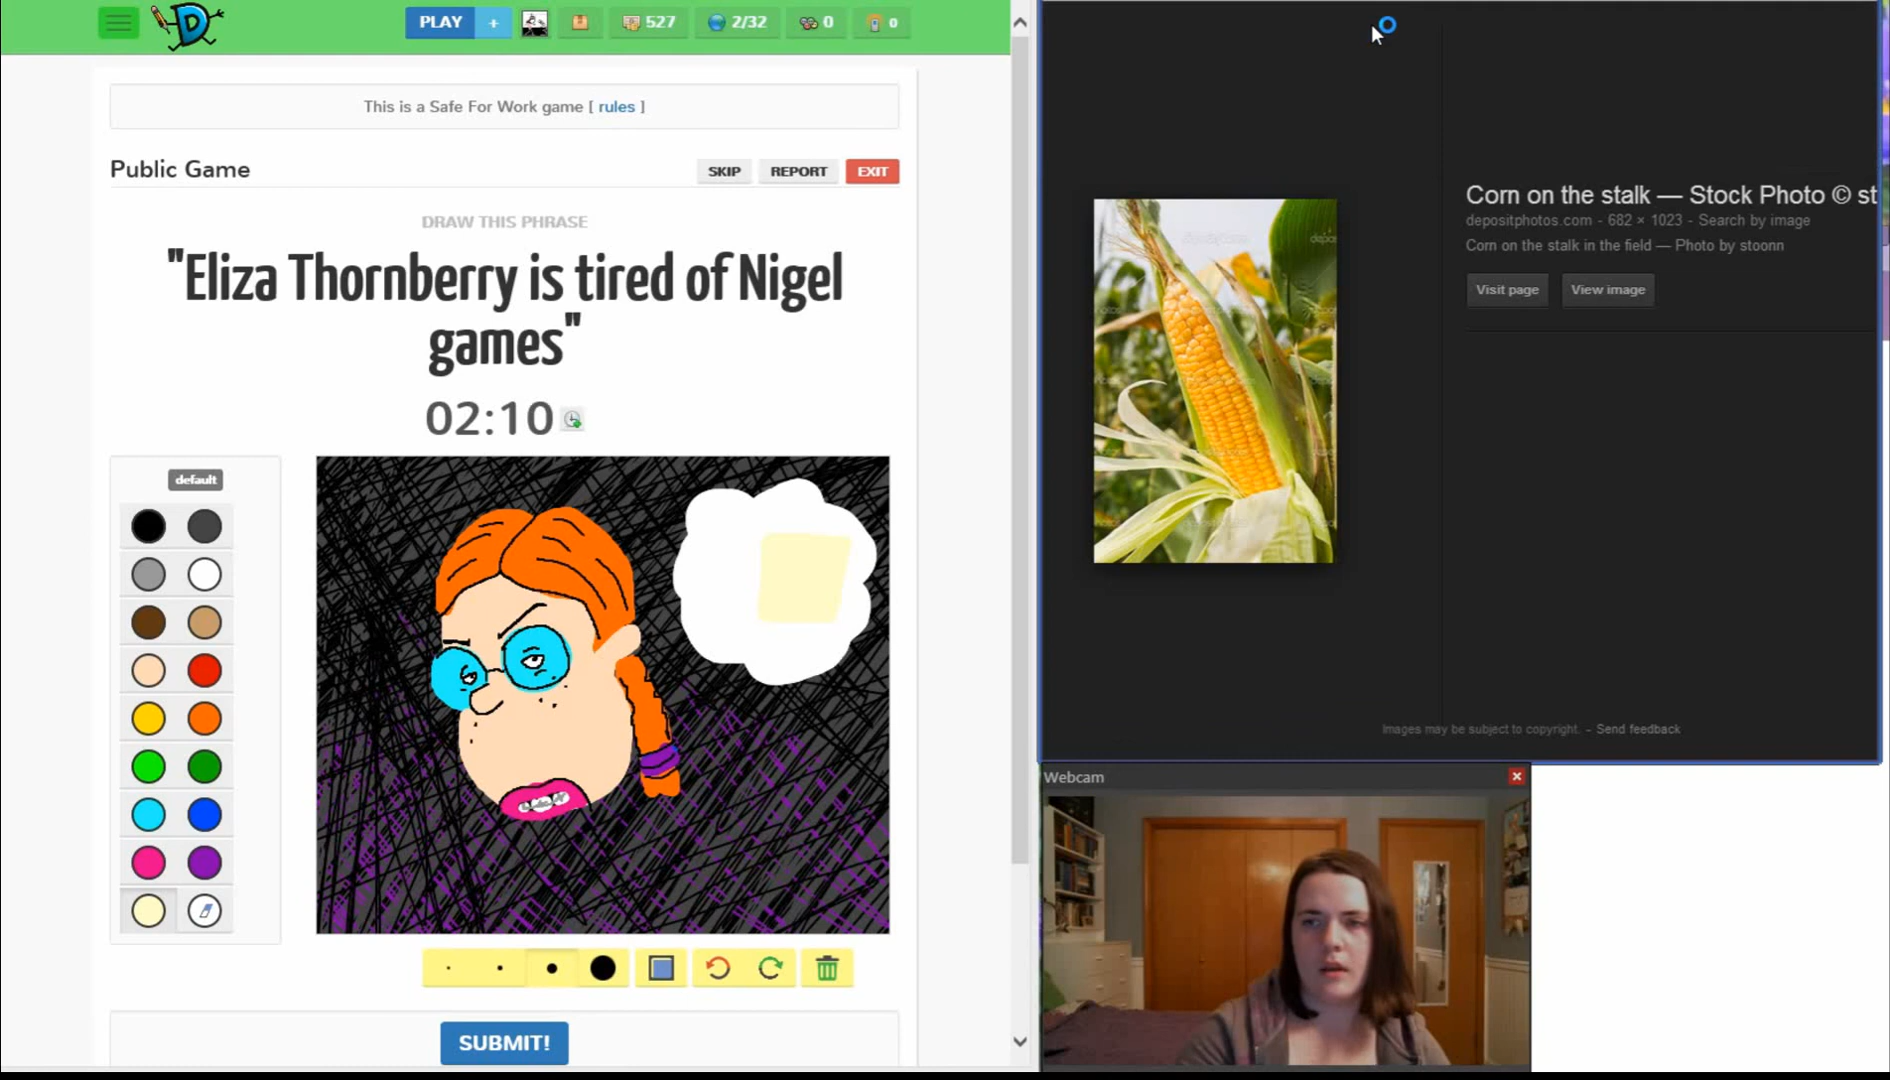 PLAY + 527 2/32 0 0
This is a Safe For Work game [ rules ]
Public Game
SKIP REPORT EXIT
DRAW THIS PHRASE
"Eliza Thornberry is tired of Nigel
games"
02:10
default
SUBMIT!
Corn on the stalk — Stock Photo © st
depositphotos.com - 682 × 1023 - Search by image
Corn on the stalk in the field — Photo by stoonn
Visit page View image
Images may be subject to copyright. - Send feedback
Webcam